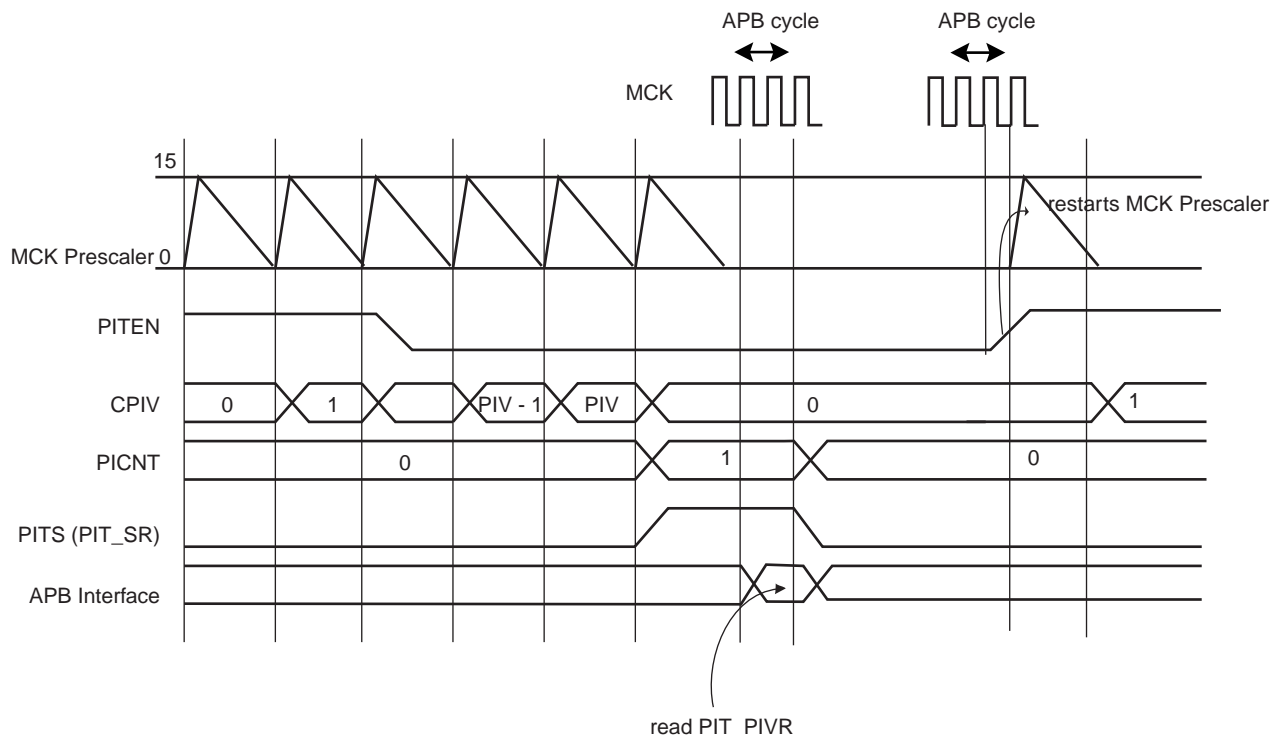 APB cycle
APB cycle
MCK
15
restarts MCK Prescaler
MCK Prescaler 0
PITEN
CPIV
0
1
PIV - 1
PIV
0
1
PICNT
0
1
0
PITS (PIT_SR)
APB Interface
read PIT_PIVR